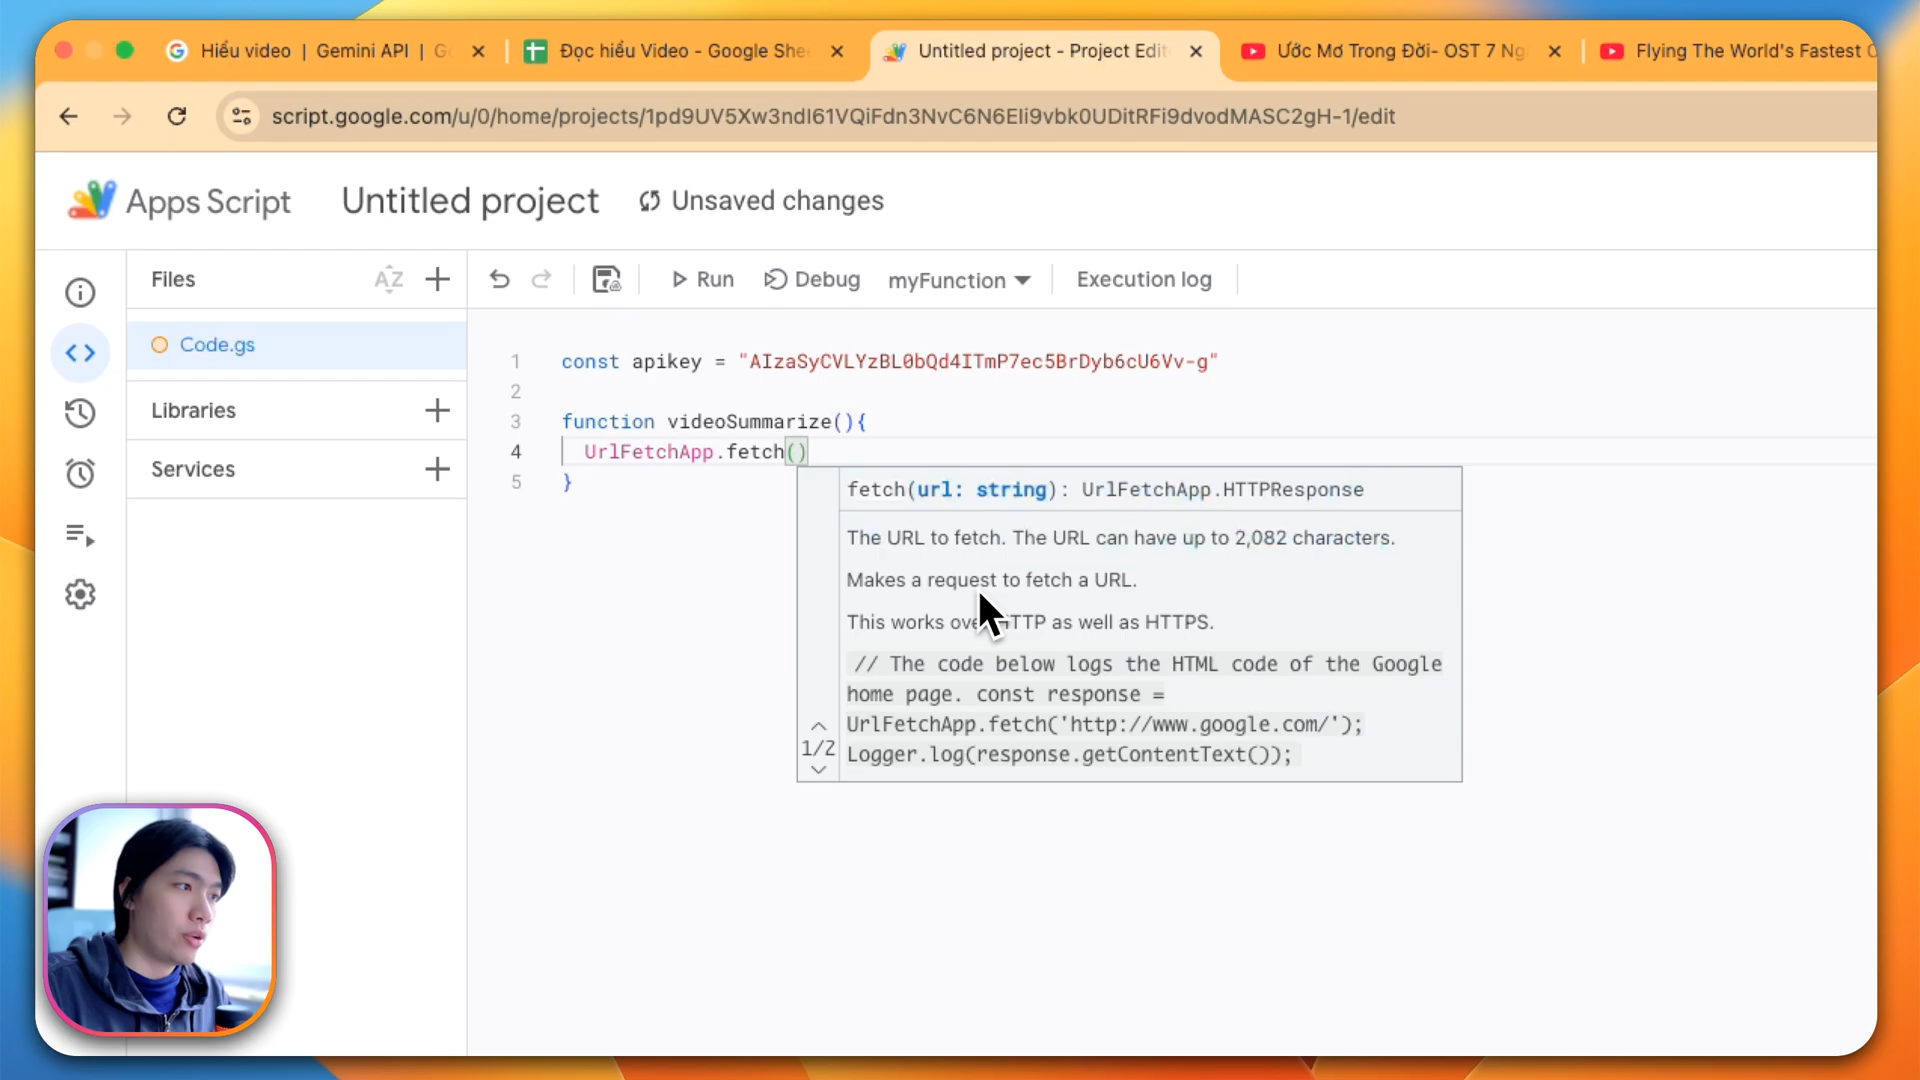 Hiểu video | Gemini API | G
Đọc hiểu Video - Google She
Untitled project - Project Edit
Ước Mơ Trong Đời- OST 7 Ng
Flying The World's Fastest C
script.google.com/u/0/home/projects/1pd9UV5Xw3ndI61VQiFdn3NvC6N6EIi9vbk0UDitRFi9dvodMASC2gH-1/edit
Apps Script
Untitled project
Unsaved changes
Files
AZ
Run
Debug
myFunction
Execution log
Code.gs
Libraries
Services
1 const apikey = "AIzaSyCVLYzBL0bQd4ITmP7ec5BrDyb6cU6Vv-g"
2
3 function videoSummarize(){
4 UrlFetchApp.fetch()
5 }
fetch(url: string): UrlFetchApp.HTTPResponse
The URL to fetch. The URL can have up to 2,082 characters.
Makes a request to fetch a URL.
This works over HTTP as well as HTTPS.
// The code below logs the HTML code of the Google
home page. const response =
UrlFetchApp.fetch('http://www.google.com/');
1/2
Logger.log(response.getContentText());